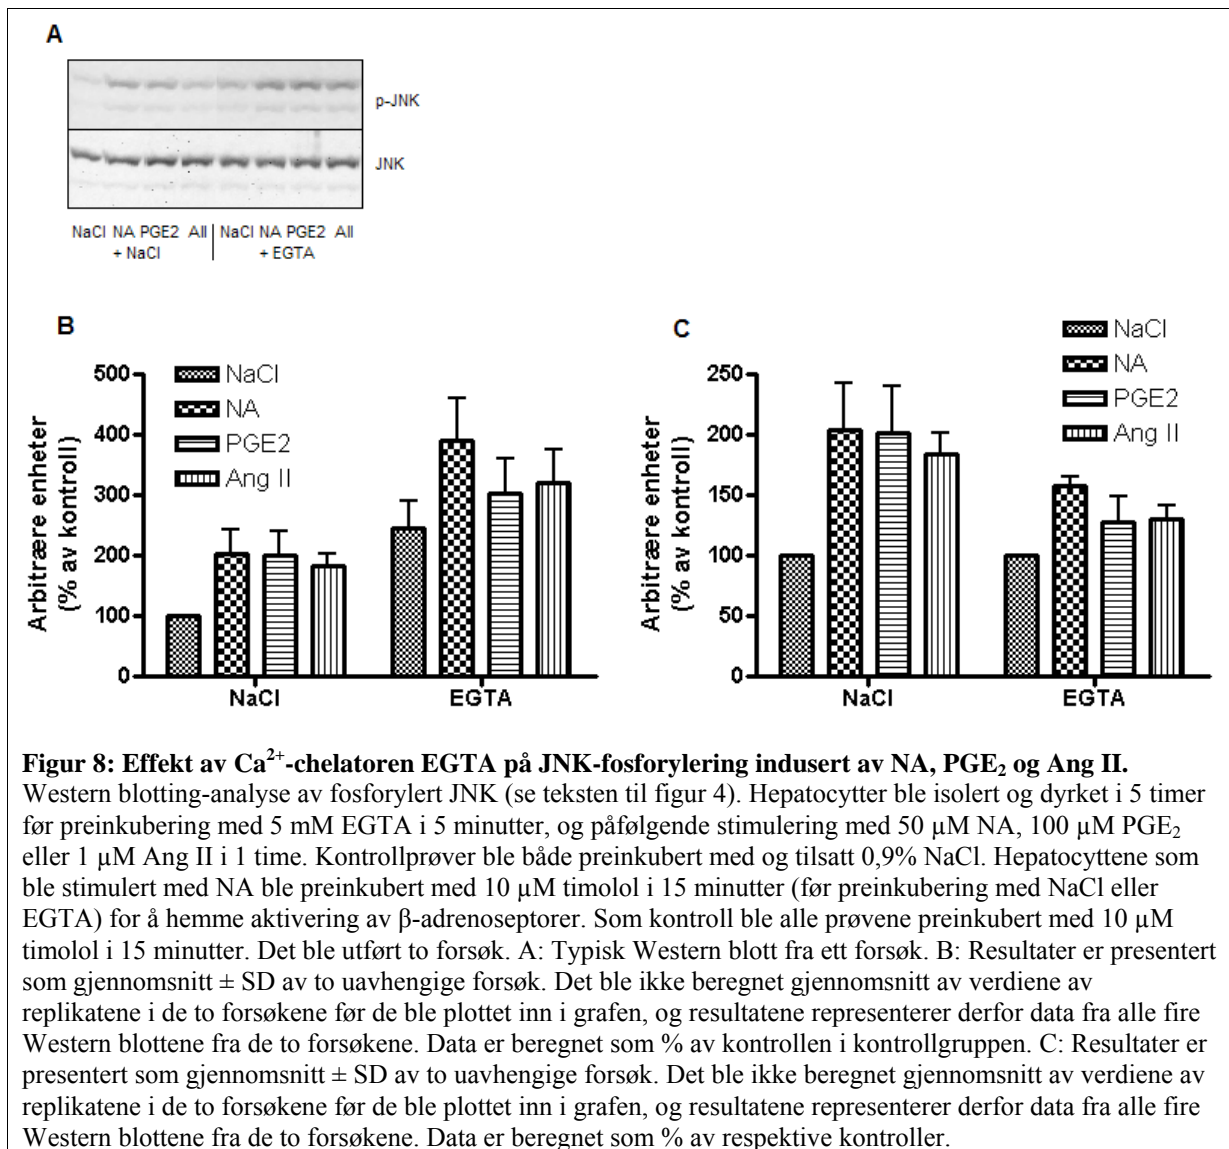 A
p-JNK
JNK
NaCl NA PGE2 AII NaCl NA PGE2 AII
+ NaCl + EGTA
B
NaCl
NA
PGE2
Ang II
500
400
300
200
100
0
Arbitrære enheter
(% av kontroll)
NaCl EGTA
C
NaCl
NA
PGE2
Ang II
250
200
150
100
50
0
Arbitrære enheter
(% av kontroll)
NaCl EGTA
Figur 8: Effekt av Ca²⁺-chelatoren EGTA på JNK-fosforylering indusert av NA, PGE₂ og Ang II.
Western blotting-analyse av fosforylert JNK (se teksten til figur 4). Hepatocytter ble isolert og dyrket i 5 timer
før preinkubering med 5 mM EGTA i 5 minutter, og påfølgende stimulering med 50 µM NA, 100 µM PGE₂
eller 1 µM Ang II i 1 time. Kontrollprøver ble både preinkubert med og tilsatt 0,9% NaCl. Hepatocyttene som
ble stimulert med NA ble preinkubert med 10 µM timolol i 15 minutter (før preinkubering med NaCl eller
EGTA) for å hemme aktivering av β-adrenoseptorer. Som kontroll ble alle prøvene preinkubert med 10 µM
timolol i 15 minutter. Det ble utført to forsøk. A: Typisk Western blott fra ett forsøk. B: Resultater er presentert
som gjennomsnitt ± SD av to uavhengige forsøk. Det ble ikke beregnet gjennomsnitt av verdiene av
replikatene i de to forsøkene før de ble plottet inn i grafen, og resultatene representerer derfor data fra alle fire
Western blottene fra de to forsøkene. Data er beregnet som % av kontrollen i kontrollgruppen. C: Resultater er
presentert som gjennomsnitt ± SD av to uavhengige forsøk. Det ble ikke beregnet gjennomsnitt av verdiene av
replikatene i de to forsøkene før de ble plottet inn i grafen, og resultatene representerer derfor data fra alle fire
Western blottene fra de to forsøkene. Data er beregnet som % av respektive kontroller.